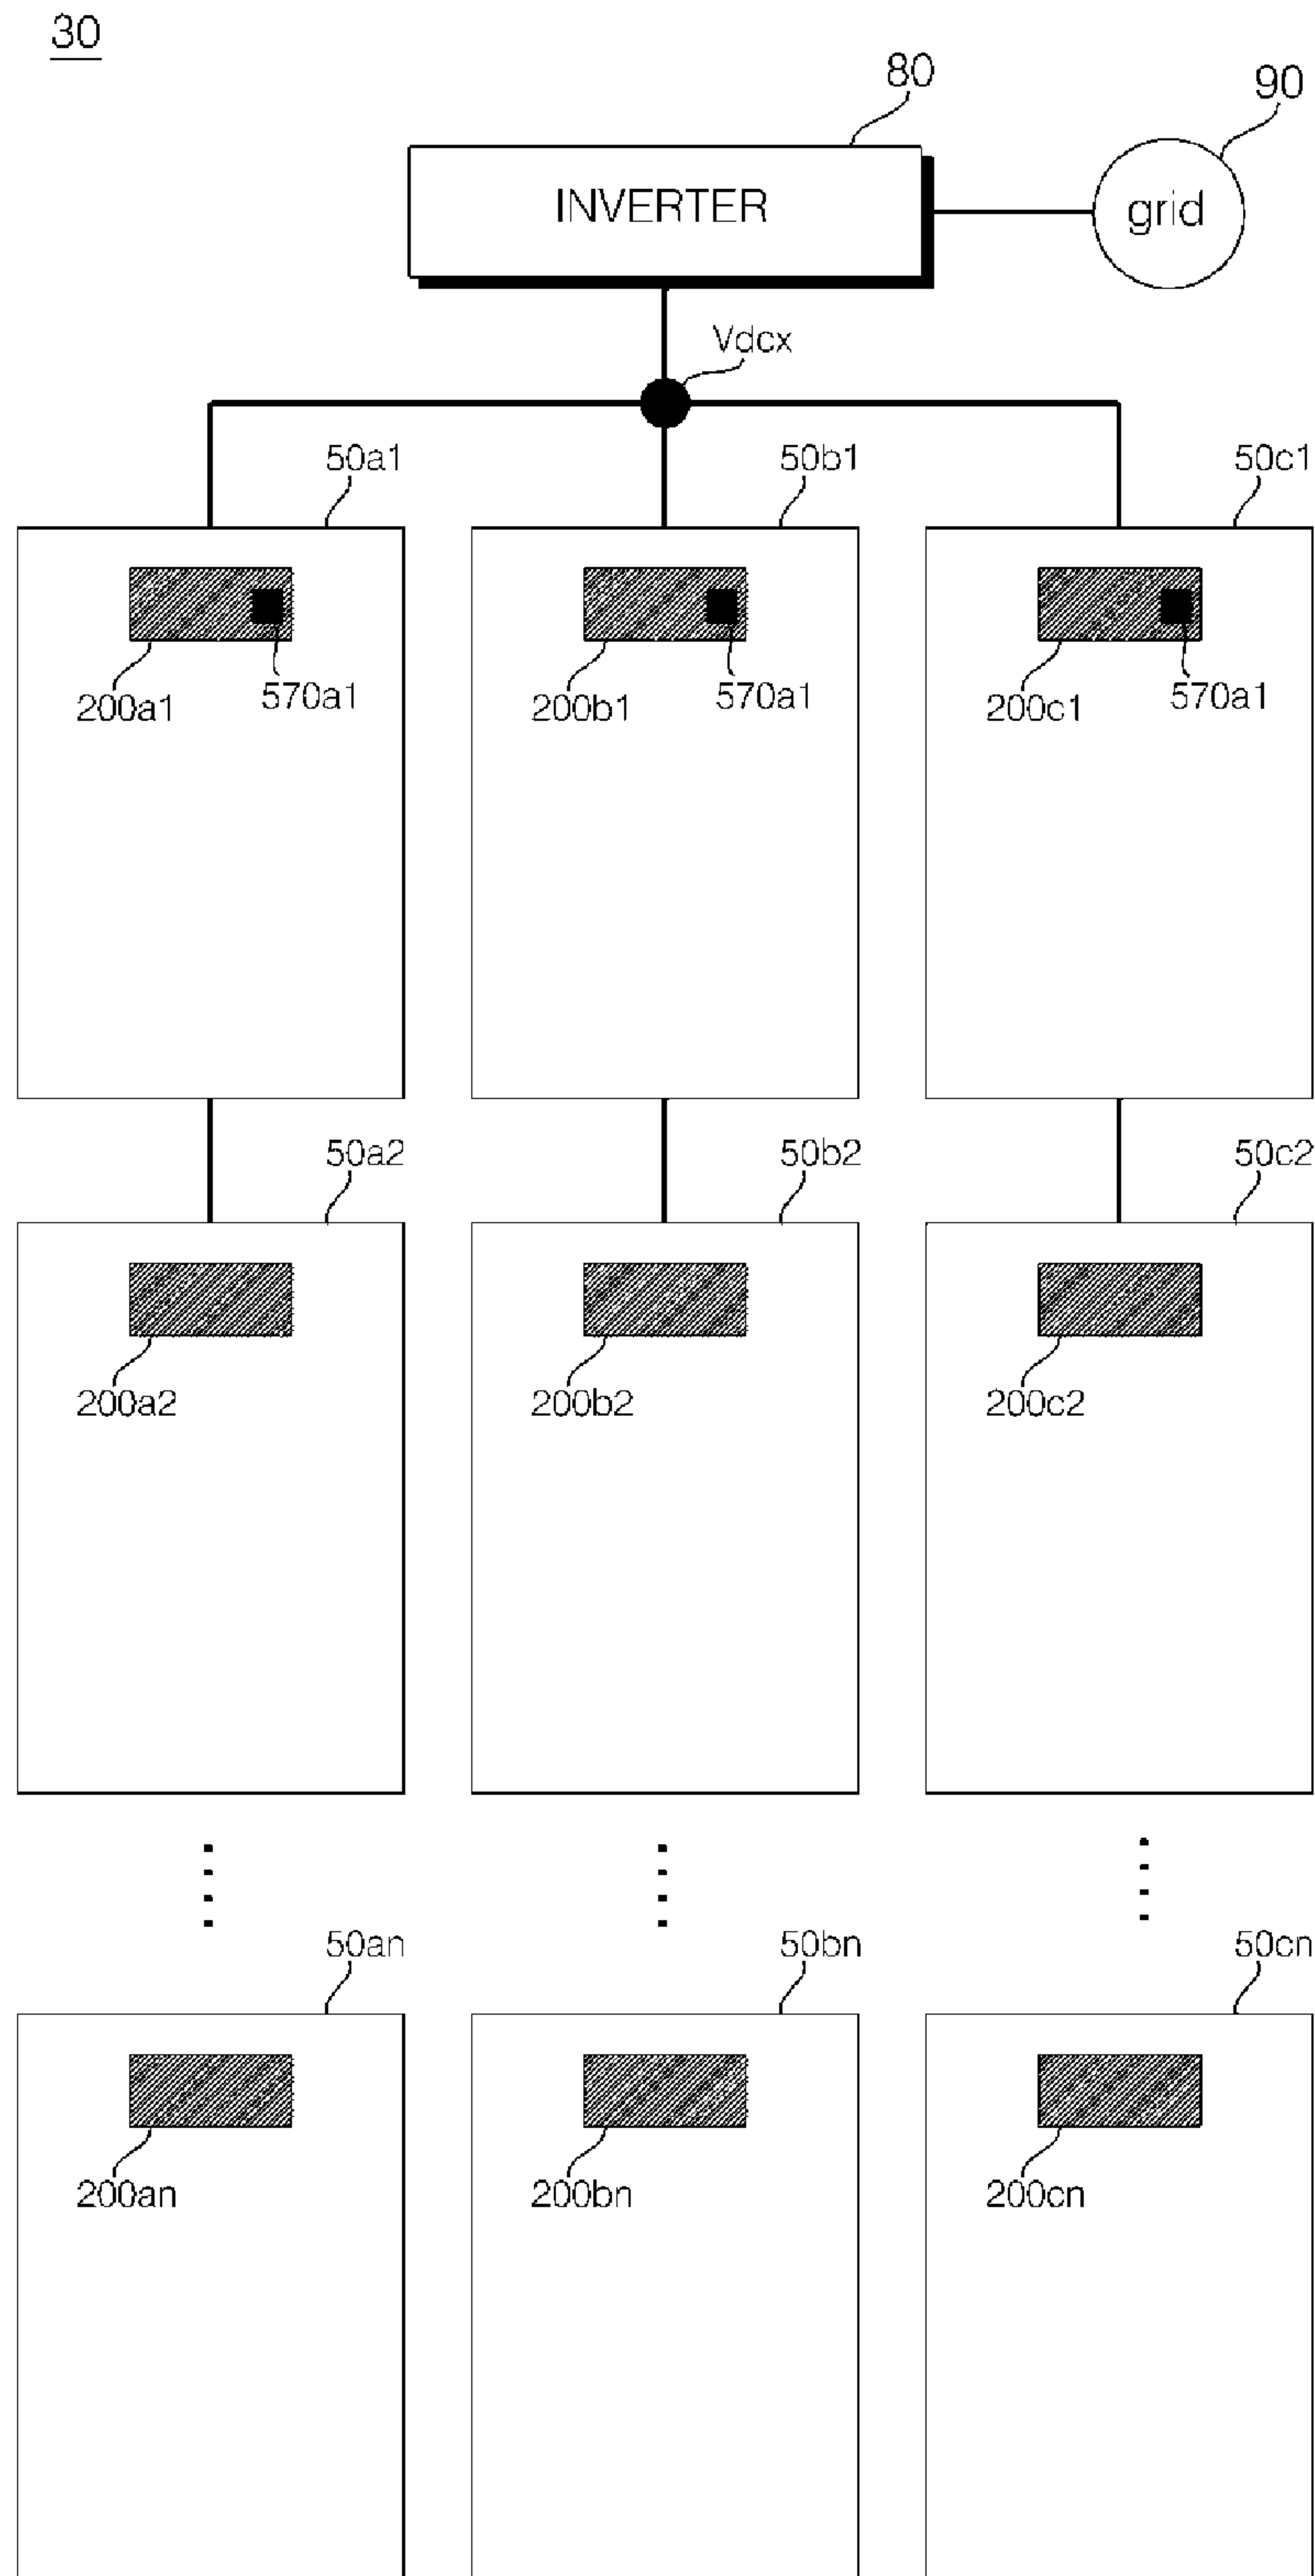 30
80
90
INVERTER
grid
Vdcx
50a1 50b1 50c1
200a1 570a1 200b1 570a1 200c1 570a1
50a2 50b2 50c2
200a2 200b2 200c2
50an 50bn 50cn
200an 200bn 200cn